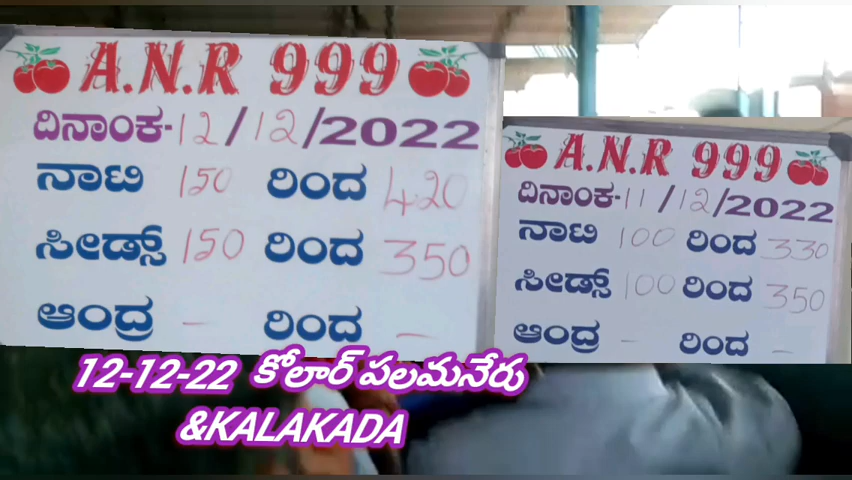 A.N.R 999
ದಿನಾಂಕ-12/12/2022
ನಾಟಿ 150 ರಿಂದ 420
ಸೀಡ್ಸ್ 150 ರಿಂದ 350
ಆಂದ್ರ - ರಿಂದ -
A.N.R 999
ದಿನಾಂಕ-11/12/2022
ನಾಟಿ 100 ರಿಂದ 330
ಸೀಡ್ಸ್ 100 ರಿಂದ 350
ಆಂದ್ರ - ರಿಂದ -
12-12-22 కోలార్ పలమనేరు
&KALAKADA